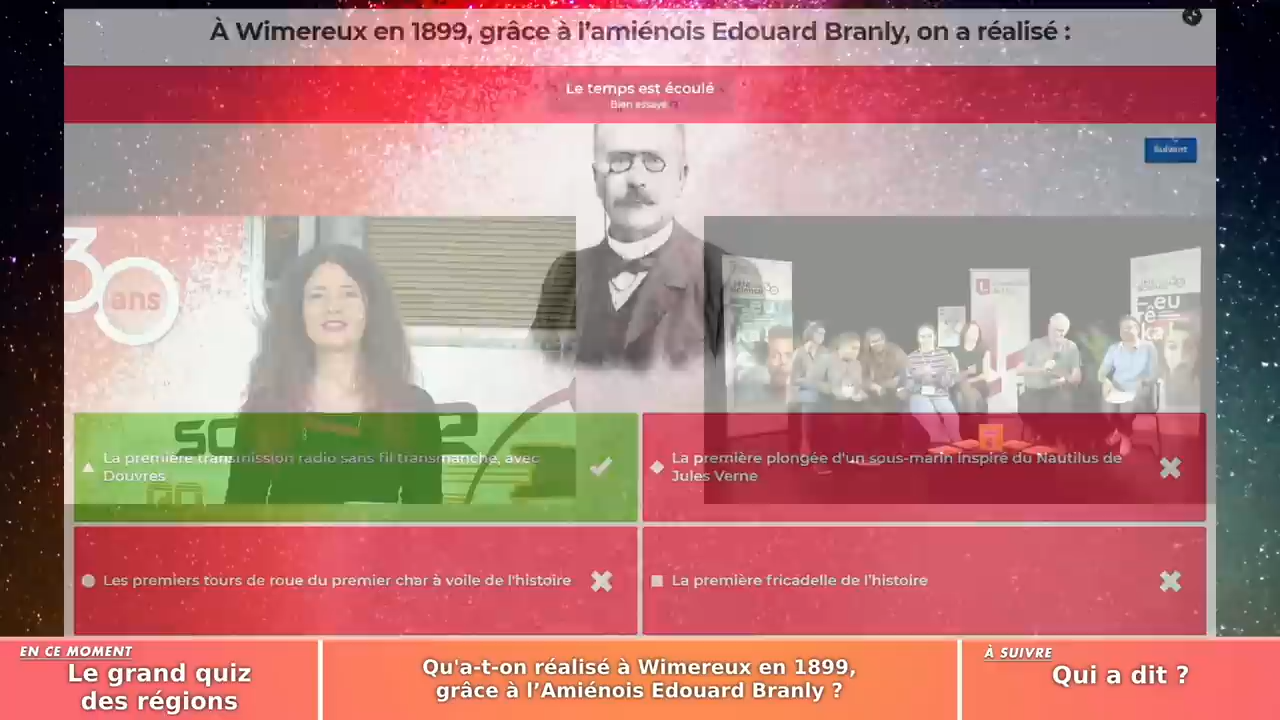 À Wimereux en 1899, grâce à l'amiénois Edouard Branly, on a réalisé :
Le temps est écoulé
Bien essayé
Suivant
30
ans
La première transmission radio sans fil transmanche, avec
Douvres
La première plongée d'un sous-marin inspiré du Nautilus de
Jules Verne
Les premiers tours de roue du premier char à voile de l'histoire
La première fricadelle de l'histoire
EN CE MOMENT
Le grand quiz
des régions
Qu'a-t-on réalisé à Wimereux en 1899,
grâce à l’Amiénois Edouard Branly ?
À SUIVRE
Qui a dit ?